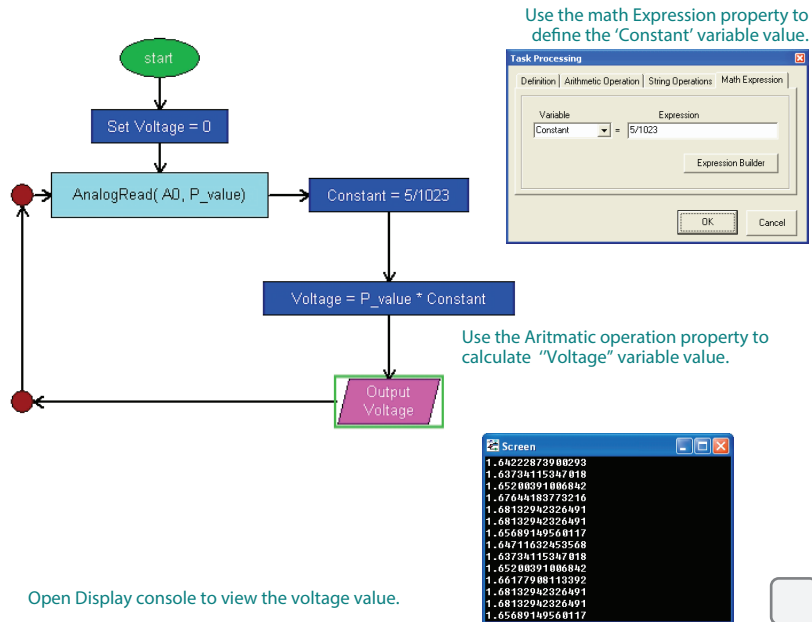 Use the math Expression property to
define the ‘Constant’ variable value.
start
Set Voltage = 0
AnalogRead( A0, P_value)
Constant = 5/1023
Voltage = P_value * Constant
Output
Voltage
Task Processing
Definition
Arithmetic Operation
String Operations
Math Expression
Variable
Expression
Constant
=
5/1023
Expression Builder
OK
Cancel
Use the Aritmatic operation property to
calculate ‘‘Voltage” variable value.
Screen
1.64222873900293
1.63734115347018
1.65200391006842
1.67644183773216
1.68132942326491
1.68132942326491
1.65689149560117
1.64711632453568
1.63734115347018
1.65200391006842
1.66177908113392
1.68132942326491
1.68132942326491
1.65689149560117
Open Display console to view the voltage value.